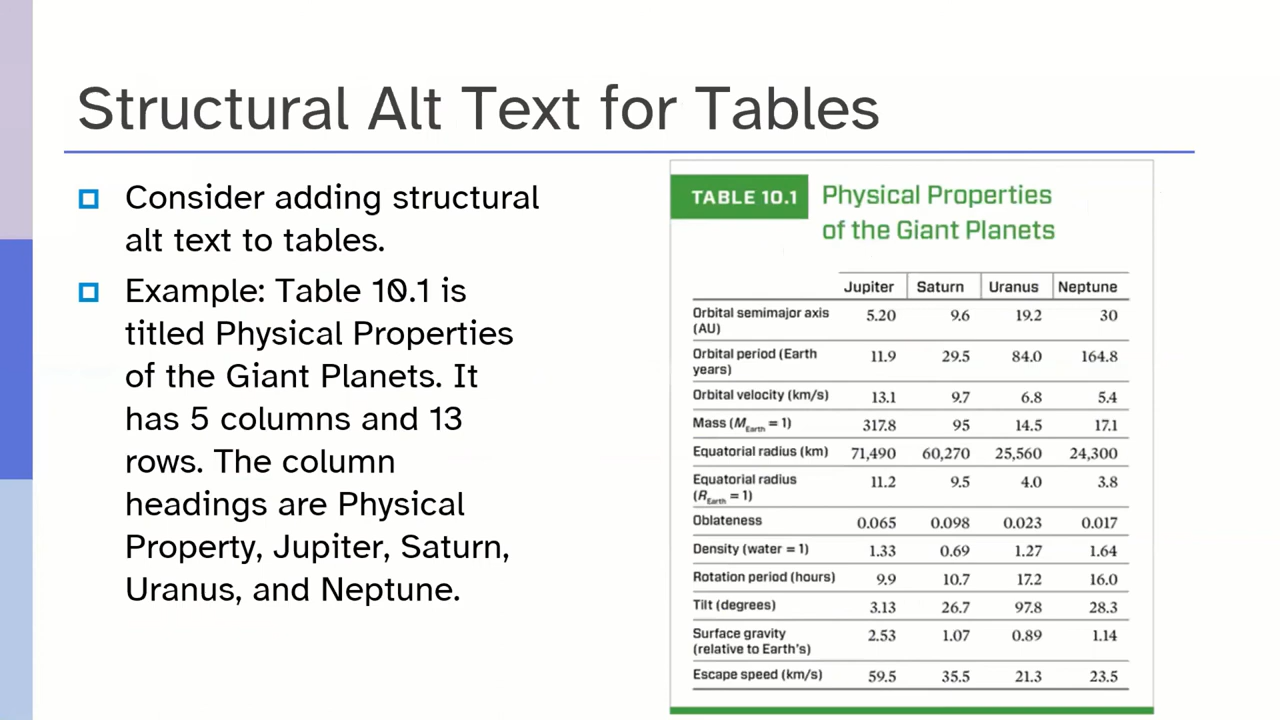 Structural Alt Text for Tables
Consider adding structural
alt text to tables.
Example: Table 10.1 is
titled Physical Properties
of the Giant Planets. It
has 5 columns and 13
rows. The column
headings are Physical
Property, Jupiter, Saturn,
Uranus, and Neptune.
TABLE 10.1
Physical Properties
of the Giant Planets
Jupiter Saturn Uranus Neptune
Orbital semimajor axis
(AU) 5.20 9.6 19.2 30
Orbital period (Earth
years) 11.9 29.5 84.0 164.8
Orbital velocity (km/s) 13.1 9.7 6.8 5.4
Mass (MEarth = 1) 317.8 95 14.5 17.1
Equatorial radius (km) 71,490 60,270 25,560 24,300
Equatorial radius
(REarth = 1) 11.2 9.5 4.0 3.8
Oblateness 0.065 0.098 0.023 0.017
Density (water = 1) 1.33 0.69 1.27 1.64
Rotation period (hours) 9.9 10.7 17.2 16.0
Tilt (degrees) 3.13 26.7 97.8 28.3
Surface gravity
(relative to Earth's) 2.53 1.07 0.89 1.14
Escape speed (km/s) 59.5 35.5 21.3 23.5